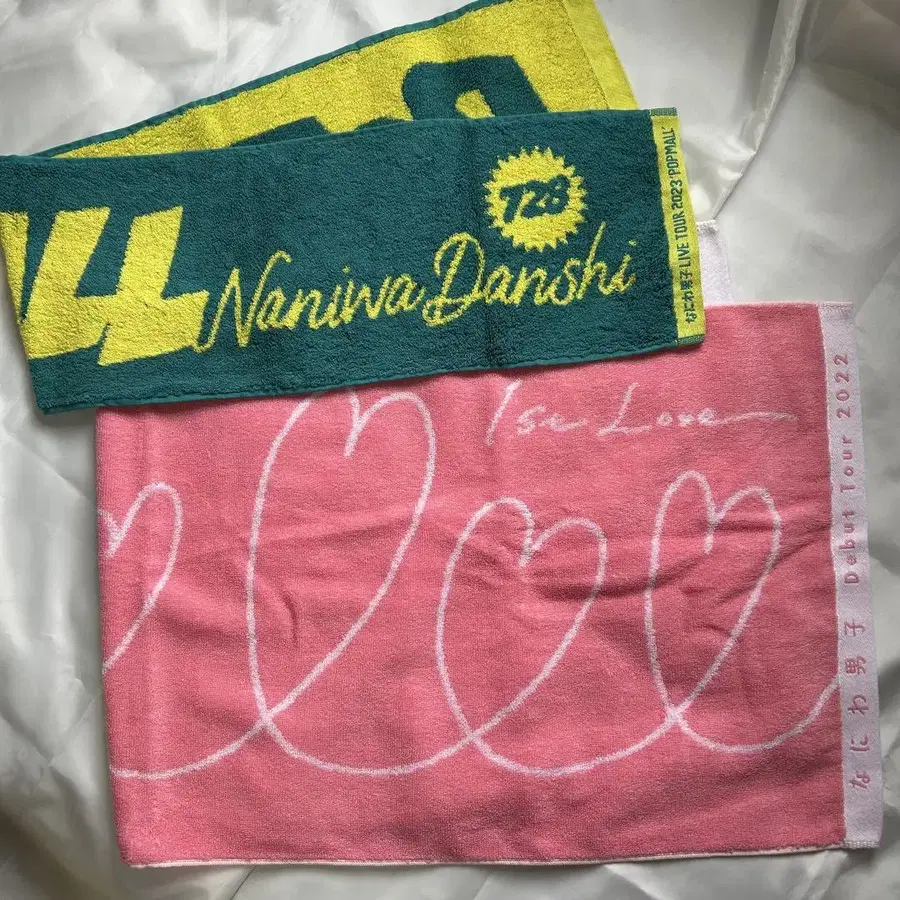 728
Naniwa Danshi
なにわ男子 LIVE TOUR 2023 'POPMALL'
1st Love
なにわ男子 Debut Tour 2022